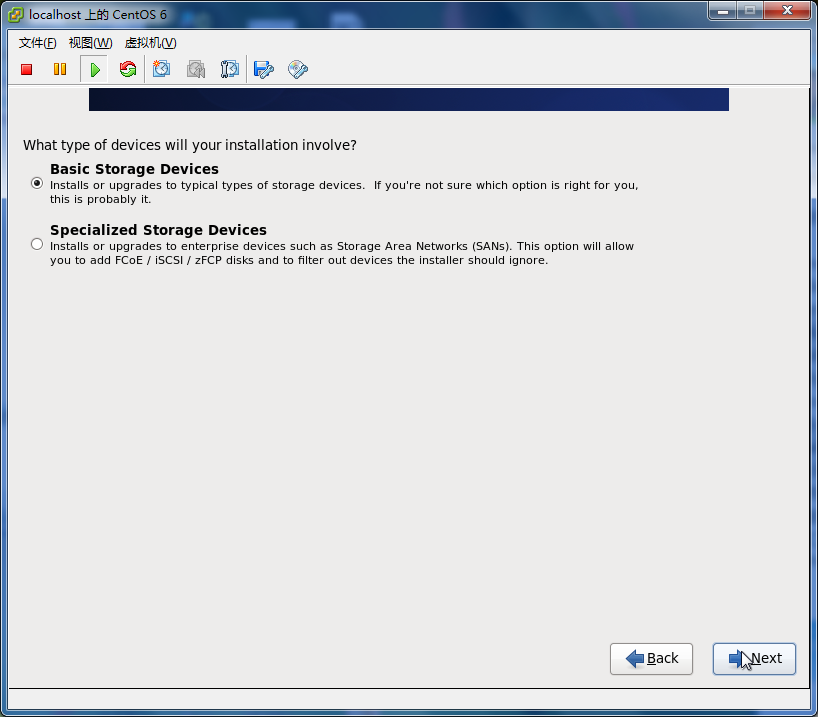 localhost 上的 CentOS 6
文件(F) 视图(W) 虚拟机(V)
What type of devices will your installation involve?
Basic Storage Devices
Installs or upgrades to typical types of storage devices.  If you're not sure which option is right for you,
this is probably it.
Specialized Storage Devices
Installs or upgrades to enterprise devices such as Storage Area Networks (SANs). This option will allow
you to add FCoE / iSCSI / zFCP disks and to filter out devices the installer should ignore.
Back Next